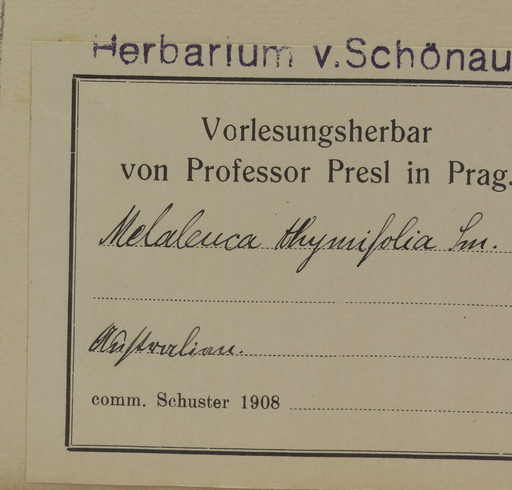 Herbarium v. Schönau
Vorlesungsherbar
von Professor Presl in Prag.
Melaleuca thymifolia Sm.
Australien.
comm. Schuster 1908